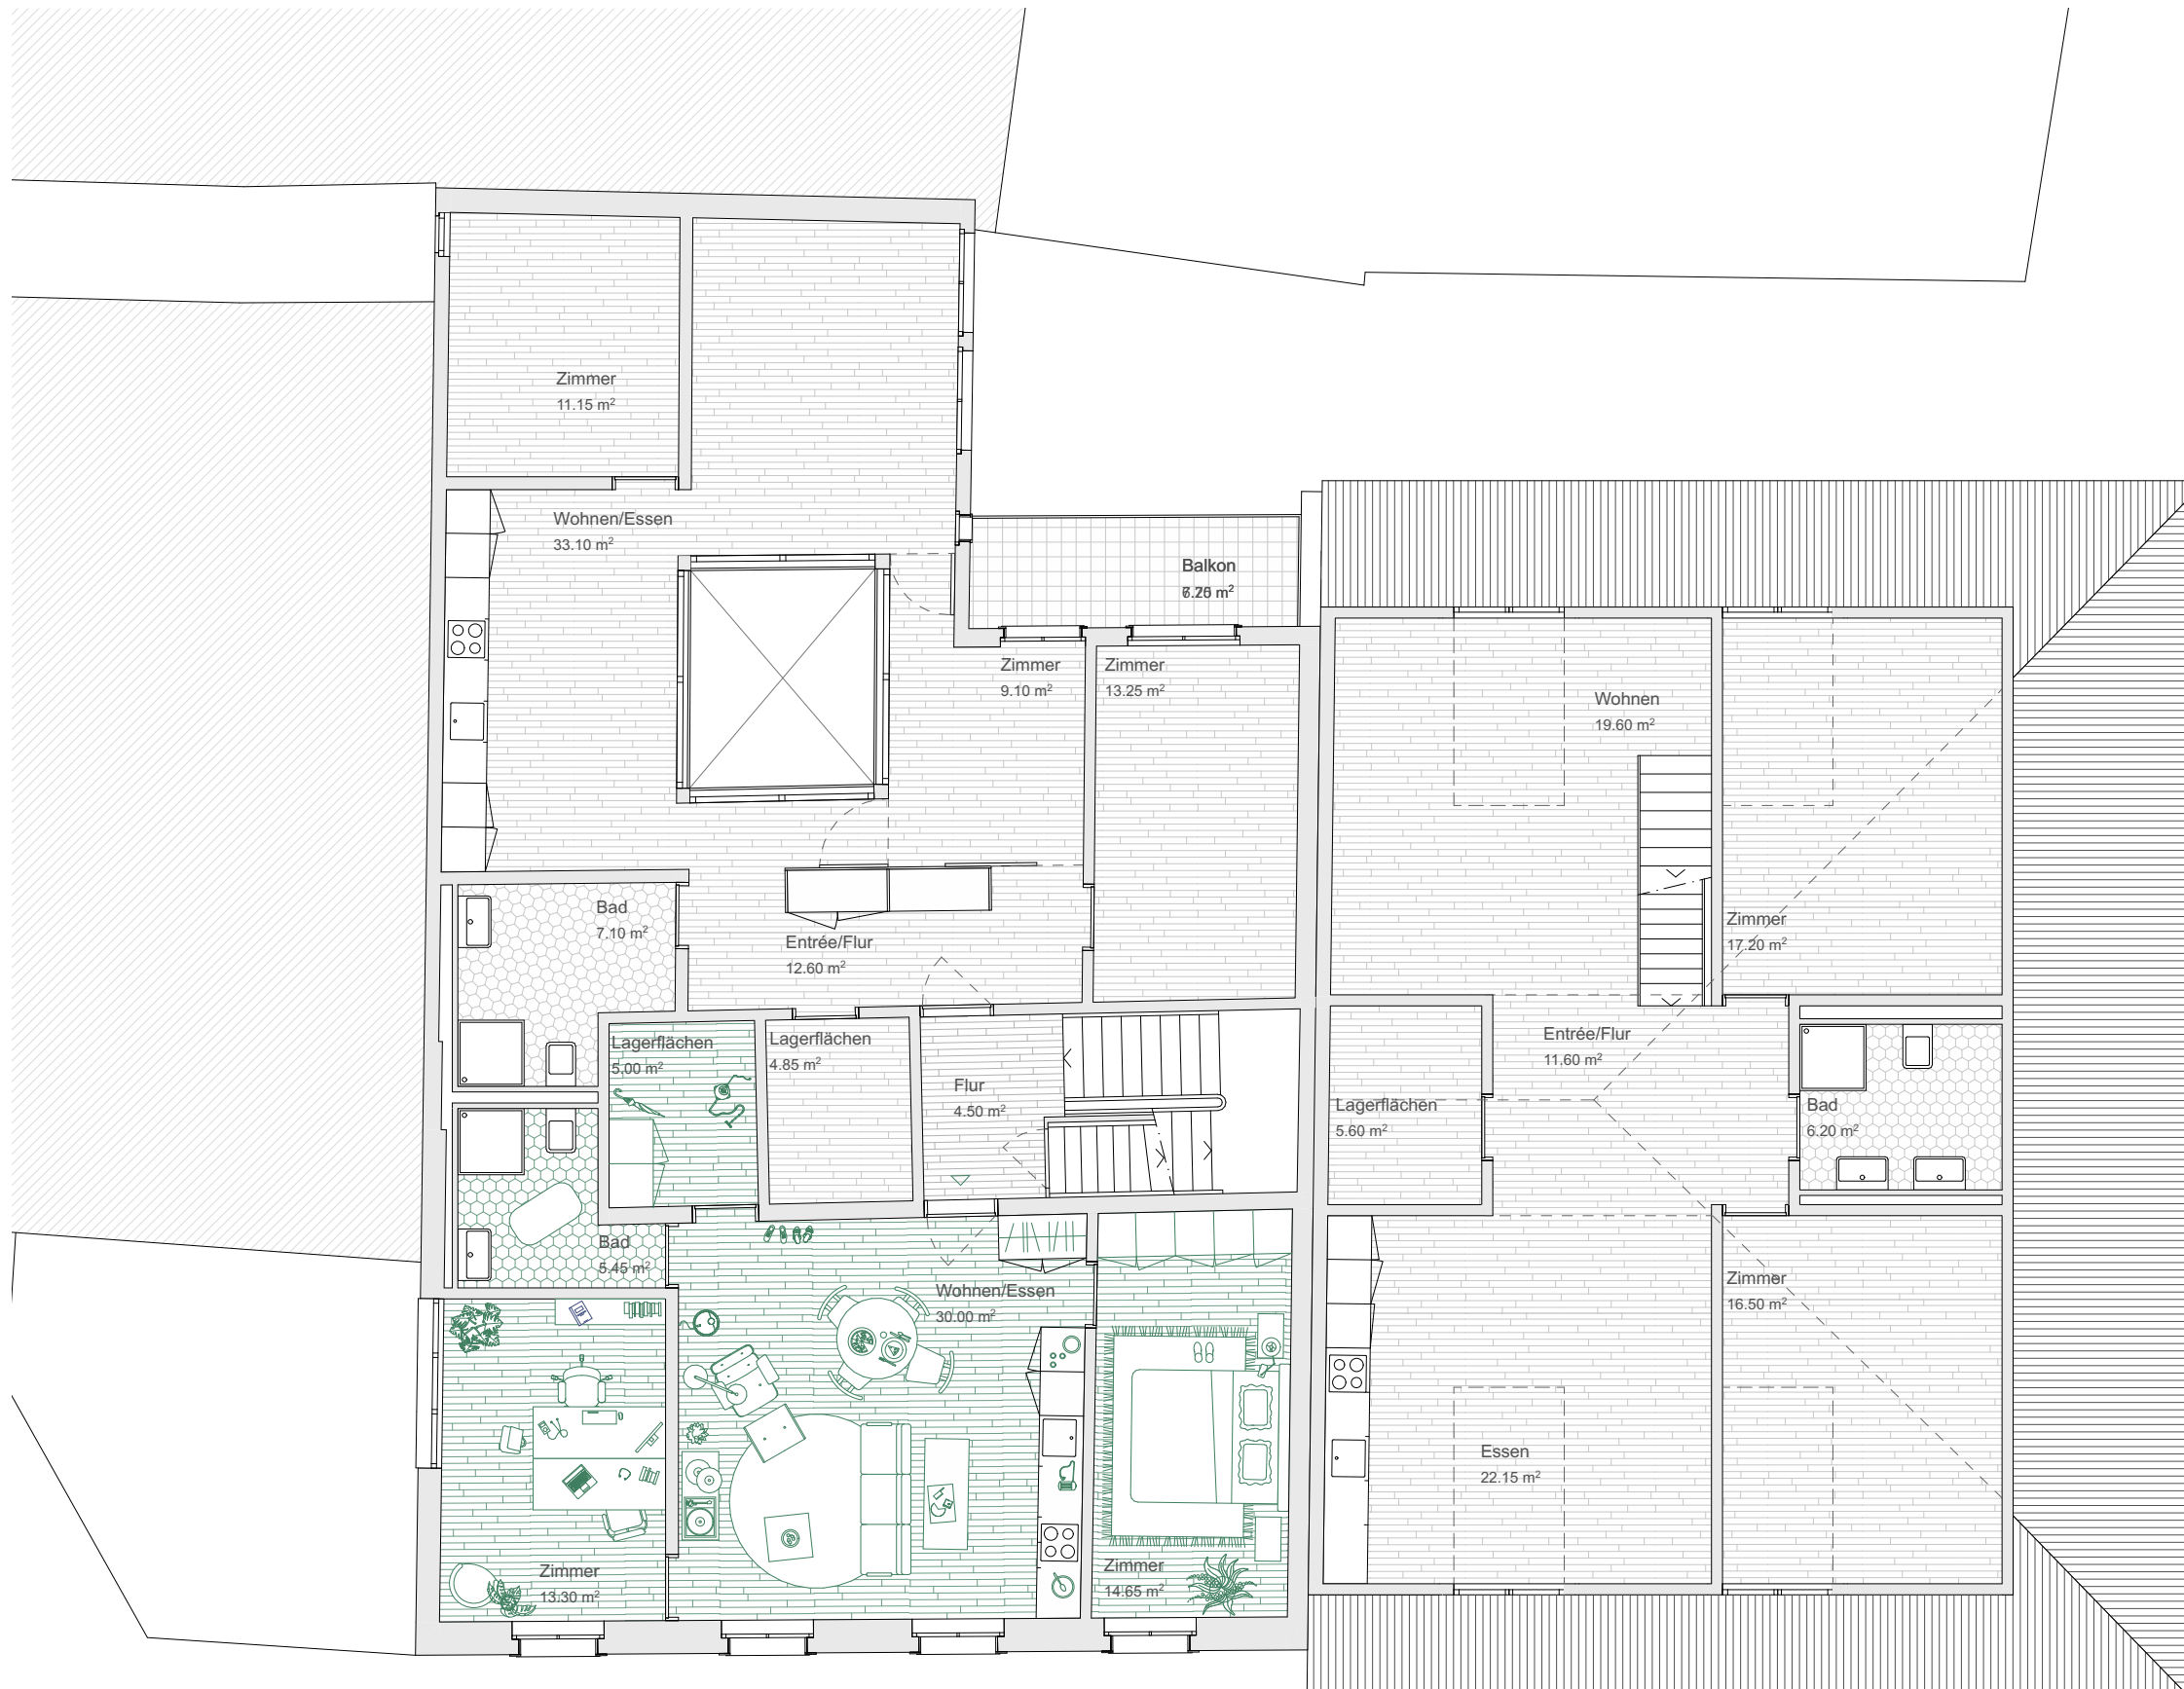 Zimmer
11.15 m²
Wohnen/Essen
33.10 m²
Balkon
Zimmer
9.10 m²
Zimmer
13.25 m²
Wohnen
19.60 m²
Bad
7.10 m²
Entrée/Flur
12.60 m²
Zimmer
17.20 m²
Lagerflächen
5,00 m²
Lagerflächen
4.85 m²
Flur
4.50 m²
Entrée/Flur
11.60 m²
Lagerflächen
5.60 m²
Bad
6.20 m²
Bad
5.45 m²
Wohnen/Essen
30.00 m²
Zimmer
16.50 m²
Essen
22.15 m²
Zimmer
13.30 m²
Zimmer
14.65 m²